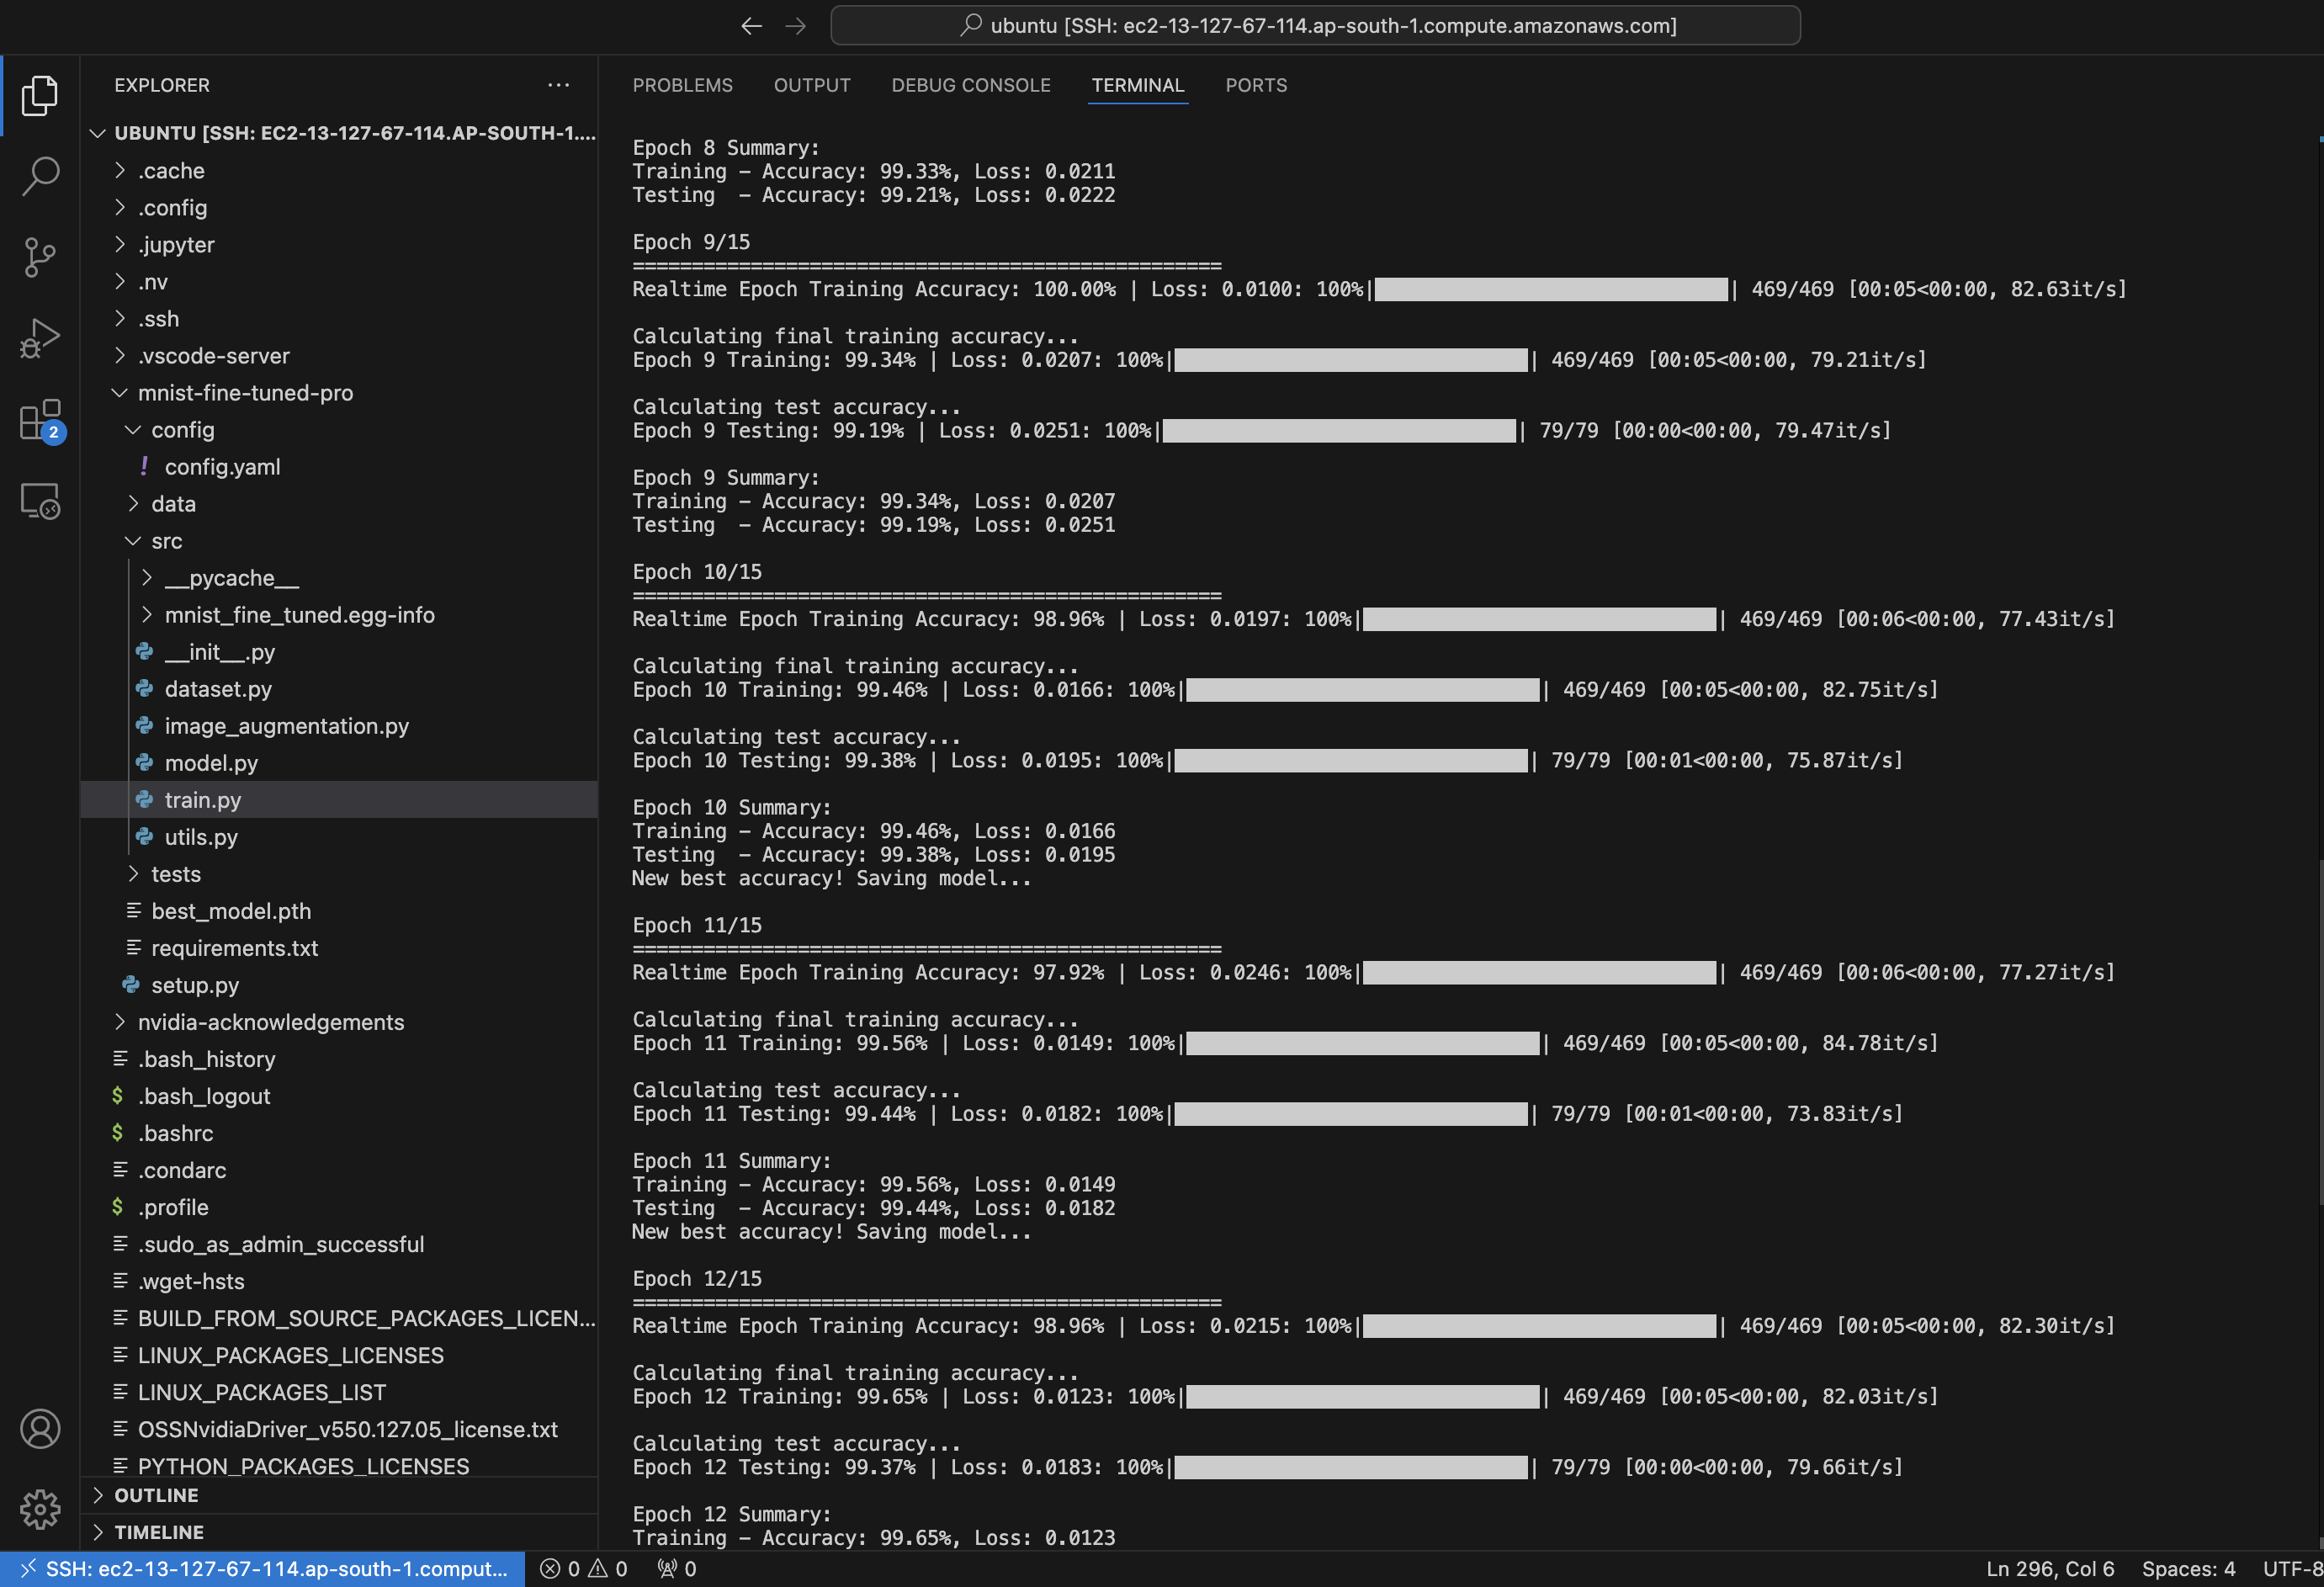 ubuntu [SSH: ec2-13-127-67-114.ap-south-1.compute.amazonaws.com]
EXPLORER
UBUNTU [SSH: EC2-13-127-67-114.AP-SOUTH-1....
.cache
.config
.jupyter
.nv
.ssh
.vscode-server
mnist-fine-tuned-pro
config
! config.yaml
data
src
__pycache__
mnist_fine_tuned.egg-info
__init__.py
dataset.py
image_augmentation.py
model.py
train.py
utils.py
tests
best_model.pth
requirements.txt
setup.py
nvidia-acknowledgements
.bash_history
$ .bash_logout
$ .bashrc
.condarc
$ .profile
.sudo_as_admin_successful
.wget-hsts
BUILD_FROM_SOURCE_PACKAGES_LICEN...
LINUX_PACKAGES_LICENSES
LINUX_PACKAGES_LIST
OSSNvidiaDriver_v550.127.05_license.txt
PYTHON_PACKAGES_LICENSES
OUTLINE
TIMELINE
2
PROBLEMS OUTPUT DEBUG CONSOLE TERMINAL PORTS
Epoch 8 Summary:
Training - Accuracy: 99.33%, Loss: 0.0211
Testing  - Accuracy: 99.21%, Loss: 0.0222
Epoch 9/15
==================================================
Realtime Epoch Training Accuracy: 100.00% | Loss: 0.0100: 100%| | 469/469 [00:05<00:00, 82.63it/s]
Calculating final training accuracy...
Epoch 9 Training: 99.34% | Loss: 0.0207: 100%| | 469/469 [00:05<00:00, 79.21it/s]
Calculating test accuracy...
Epoch 9 Testing: 99.19% | Loss: 0.0251: 100%| | 79/79 [00:00<00:00, 79.47it/s]
Epoch 9 Summary:
Training - Accuracy: 99.34%, Loss: 0.0207
Testing  - Accuracy: 99.19%, Loss: 0.0251
Epoch 10/15
==================================================
Realtime Epoch Training Accuracy: 98.96% | Loss: 0.0197: 100%| | 469/469 [00:06<00:00, 77.43it/s]
Calculating final training accuracy...
Epoch 10 Training: 99.46% | Loss: 0.0166: 100%| | 469/469 [00:05<00:00, 82.75it/s]
Calculating test accuracy...
Epoch 10 Testing: 99.38% | Loss: 0.0195: 100%| | 79/79 [00:01<00:00, 75.87it/s]
Epoch 10 Summary:
Training - Accuracy: 99.46%, Loss: 0.0166
Testing  - Accuracy: 99.38%, Loss: 0.0195
New best accuracy! Saving model...
Epoch 11/15
==================================================
Realtime Epoch Training Accuracy: 97.92% | Loss: 0.0246: 100%| | 469/469 [00:06<00:00, 77.27it/s]
Calculating final training accuracy...
Epoch 11 Training: 99.56% | Loss: 0.0149: 100%| | 469/469 [00:05<00:00, 84.78it/s]
Calculating test accuracy...
Epoch 11 Testing: 99.44% | Loss: 0.0182: 100%| | 79/79 [00:01<00:00, 73.83it/s]
Epoch 11 Summary:
Training - Accuracy: 99.56%, Loss: 0.0149
Testing  - Accuracy: 99.44%, Loss: 0.0182
New best accuracy! Saving model...
Epoch 12/15
==================================================
Realtime Epoch Training Accuracy: 98.96% | Loss: 0.0215: 100%| | 469/469 [00:05<00:00, 82.30it/s]
Calculating final training accuracy...
Epoch 12 Training: 99.65% | Loss: 0.0123: 100%| | 469/469 [00:05<00:00, 82.03it/s]
Calculating test accuracy...
Epoch 12 Testing: 99.37% | Loss: 0.0183: 100%| | 79/79 [00:00<00:00, 79.66it/s]
Epoch 12 Summary:
Training - Accuracy: 99.65%, Loss: 0.0123
SSH: ec2-13-127-67-114.ap-south-1.comput... 0 0 0 Ln 296, Col 6 Spaces: 4 UTF-8